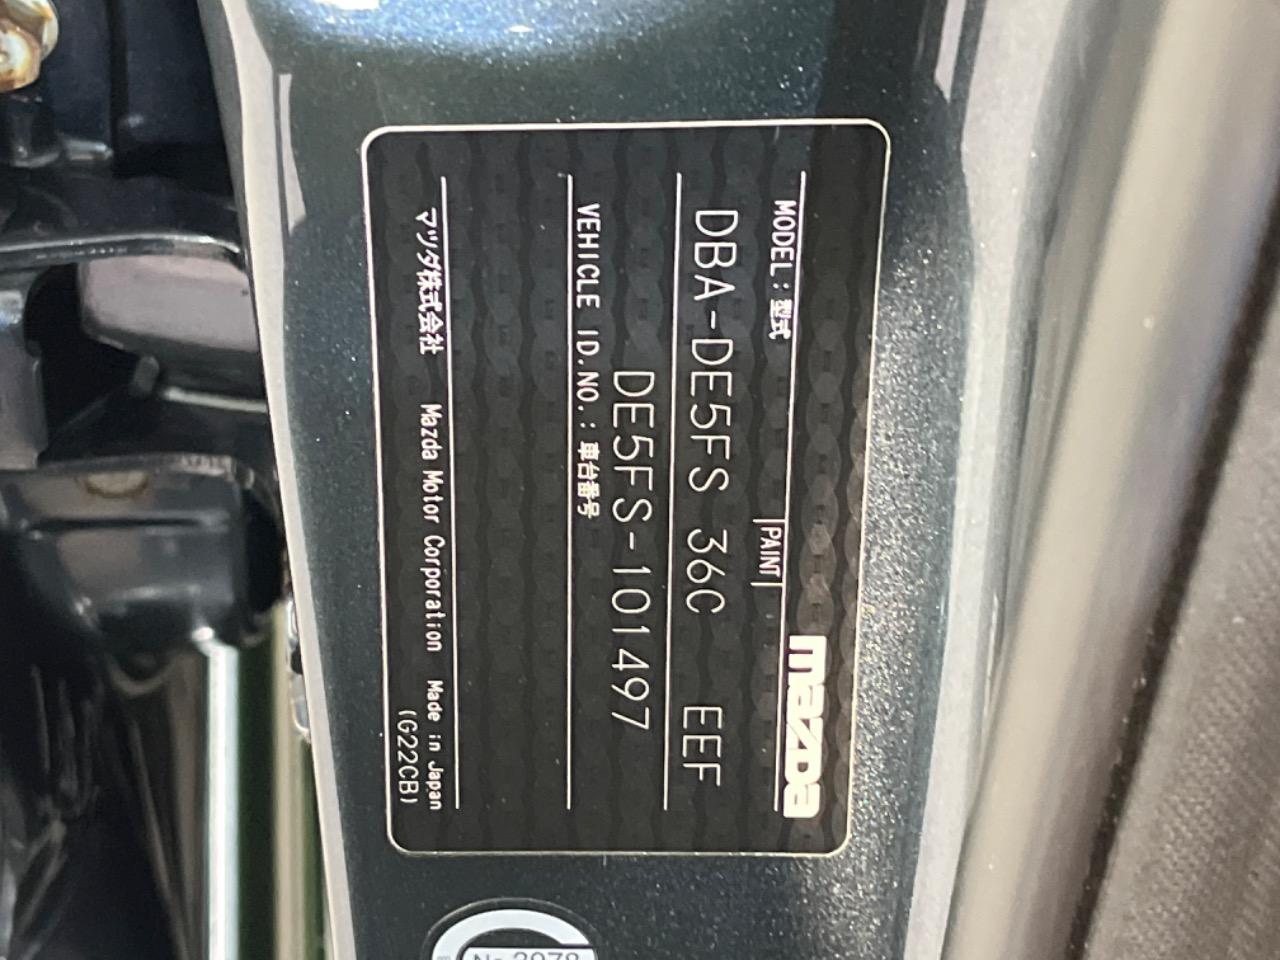 mazDa
MODEL:型式
PAINT
DBA-DE5FS 36C EEF
DE5FS-101497
VEHICLE ID.NO.:車台番号
マツダ株式会社 Mazda Motor Corporation Made in Japan
(G22CB)